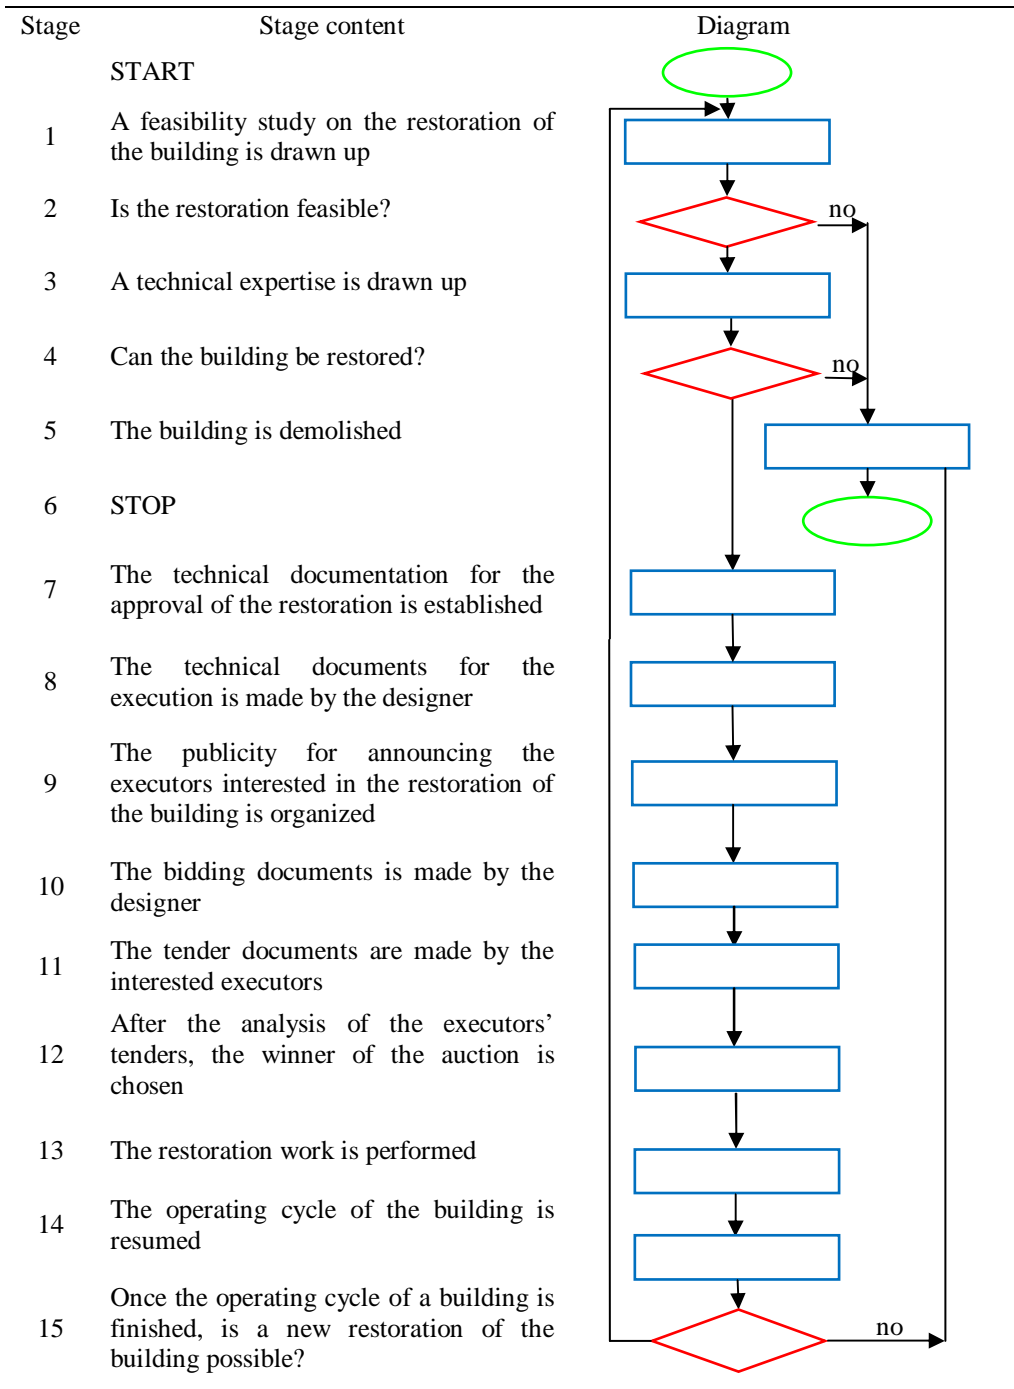 Stage Stage content Diagram
START
1 A feasibility study on the restoration of
the building is drawn up
2 Is the restoration feasible? no
3 A technical expertise is drawn up
4 Can the building be restored? no
5 The building is demolished
6 STOP
7 The technical documentation for the
approval of the restoration is established
8 The technical documents for the
execution is made by the designer
9 The publicity for announcing the
executors interested in the restoration of
the building is organized
10 The bidding documents is made by the
designer
11 The tender documents are made by the
interested executors
12 After the analysis of the executors’
tenders, the winner of the auction is
chosen
13 The restoration work is performed
14 The operating cycle of the building is
resumed
15 Once the operating cycle of a building is
finished, is a new restoration of the
building possible? no